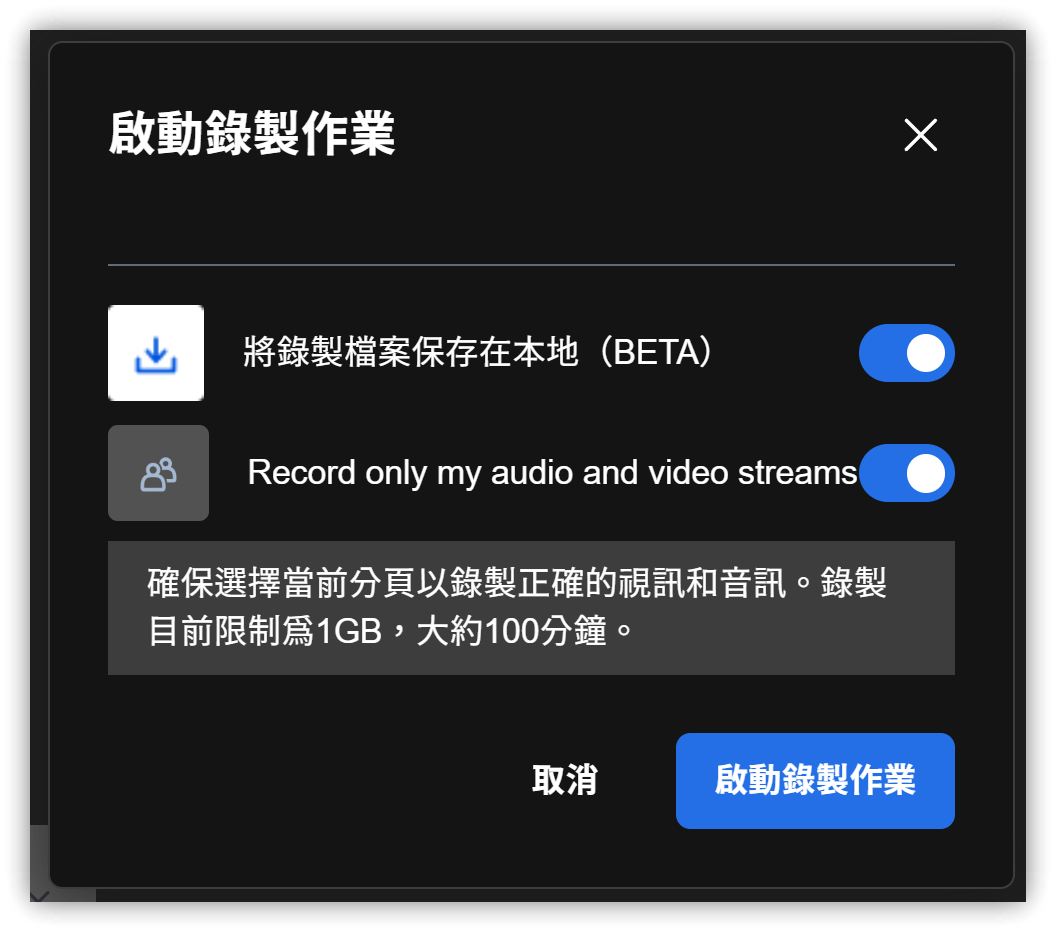 啟動錄製作業
將錄製檔案保存在本地（BETA）
Record only my audio and video streams
確保選擇當前分頁以錄製正確的視訊和音訊。錄製
目前限制爲1GB，大約100分鐘。
取消
啟動錄製作業